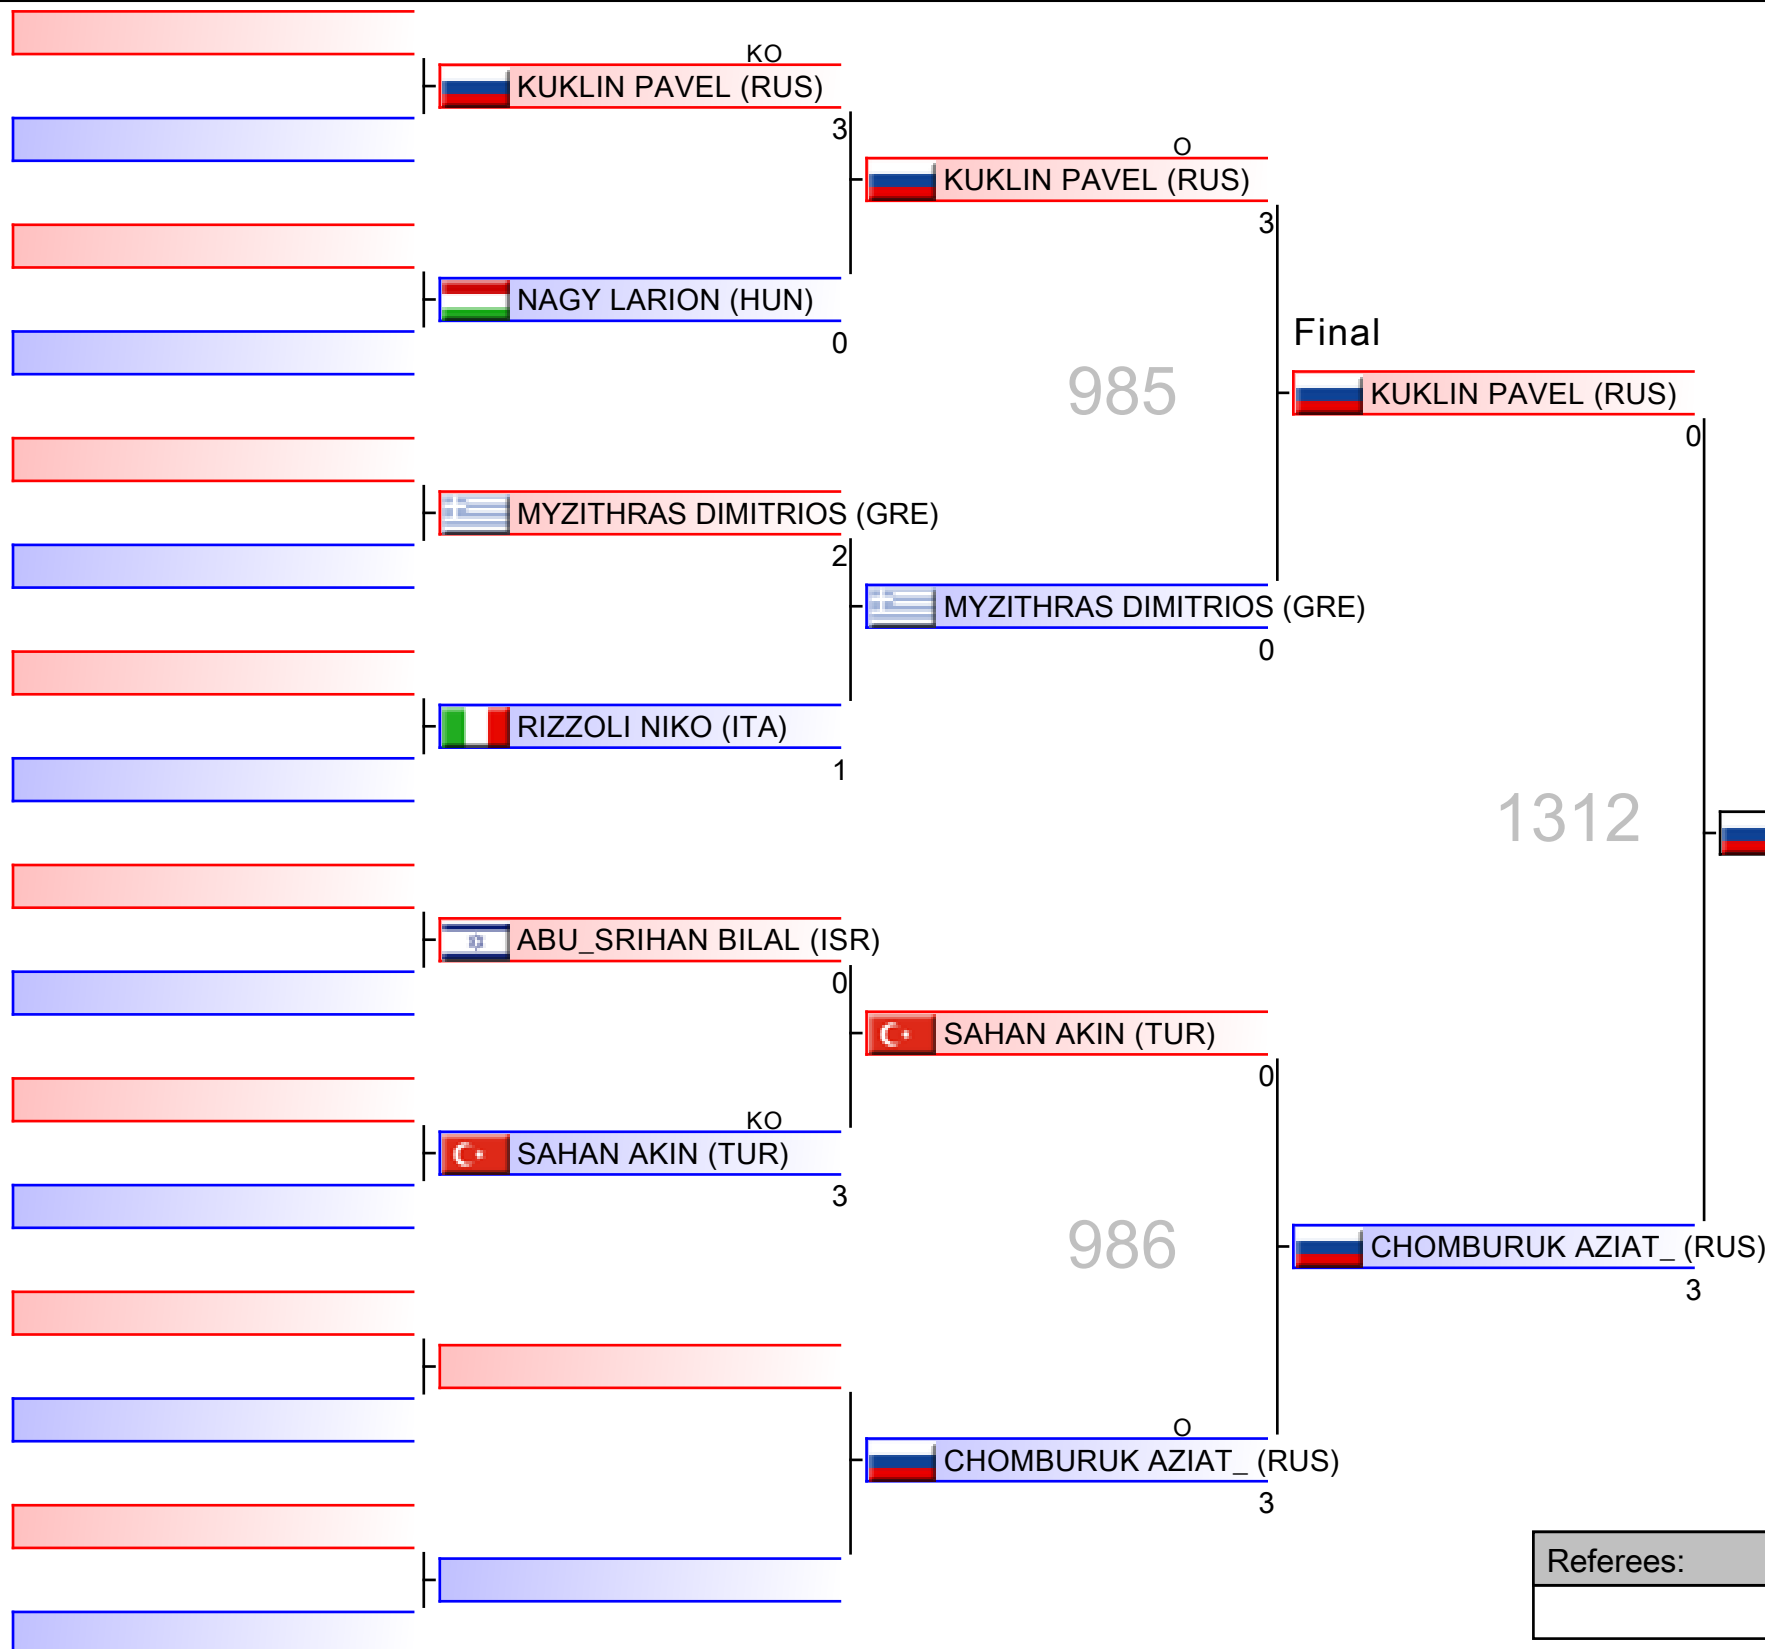 KO
KUKLIN PAVEL (RUS)
3
O
KUKLIN PAVEL (RUS)
3
NAGY LARION (HUN)
0
Final
985
KUKLIN PAVEL (RUS)
0
MYZITHRAS DIMITRIOS (GRE)
2
MYZITHRAS DIMITRIOS (GRE)
0
RIZZOLI NIKO (ITA)
1
1312
ABU_SRIHAN BILAL (ISR)
0
SAHAN AKIN (TUR)
0
KO
SAHAN AKIN (TUR)
3
986
CHOMBURUK AZIAT_ (RUS)
3
O
CHOMBURUK AZIAT_ (RUS)
3
Referees: